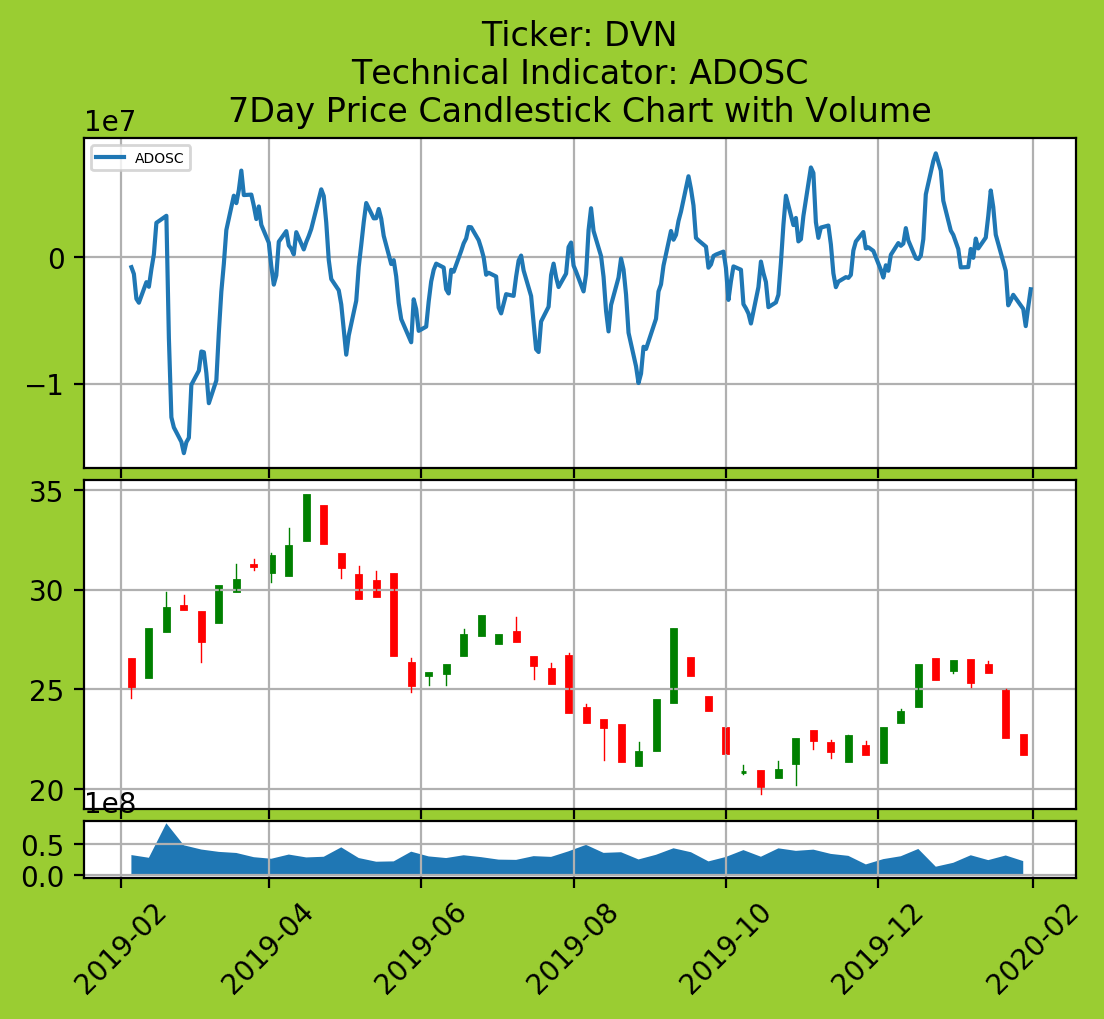 Ticker: DVN
Technical Indicator: ADOSC
7Day Price Candlestick Chart with Volume
1e7
ADOSC
0
−1
35
30
25
20
1e8
0.5
0.0
2019-02
2019-04
2019-06
2019-08
2019-10
2019-12
2020-02